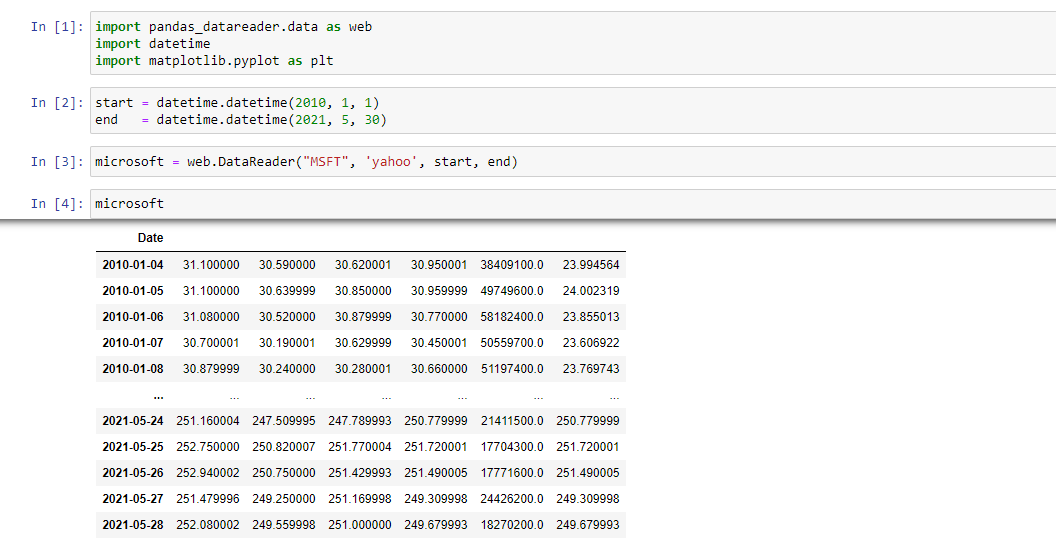 In [1]: import pandas_datareader.data as web
import datetime
import matplotlib.pyplot as plt
In [2]: start = datetime.datetime(2010, 1, 1)
end   = datetime.datetime(2021, 5, 30)
In [3]: microsoft = web.DataReader("MSFT", 'yahoo', start, end)
In [4]: microsoft
Date
2010-01-04 31.100000 30.590000 30.620001 30.950001 38409100.0 23.994564
2010-01-05 31.100000 30.639999 30.850000 30.959999 49749600.0 24.002319
2010-01-06 31.080000 30.520000 30.879999 30.770000 58182400.0 23.855013
2010-01-07 30.700001 30.190001 30.629999 30.450001 50559700.0 23.606922
2010-01-08 30.879999 30.240000 30.280001 30.660000 51197400.0 23.769743
... ... ... ... ... ... ...
2021-05-24 251.160004 247.509995 247.789993 250.779999 21411500.0 250.779999
2021-05-25 252.750000 250.820007 251.770004 251.720001 17704300.0 251.720001
2021-05-26 252.940002 250.750000 251.429993 251.490005 17771600.0 251.490005
2021-05-27 251.479996 249.250000 251.169998 249.309998 24426200.0 249.309998
2021-05-28 252.080002 249.559998 251.000000 249.679993 18270200.0 249.679993